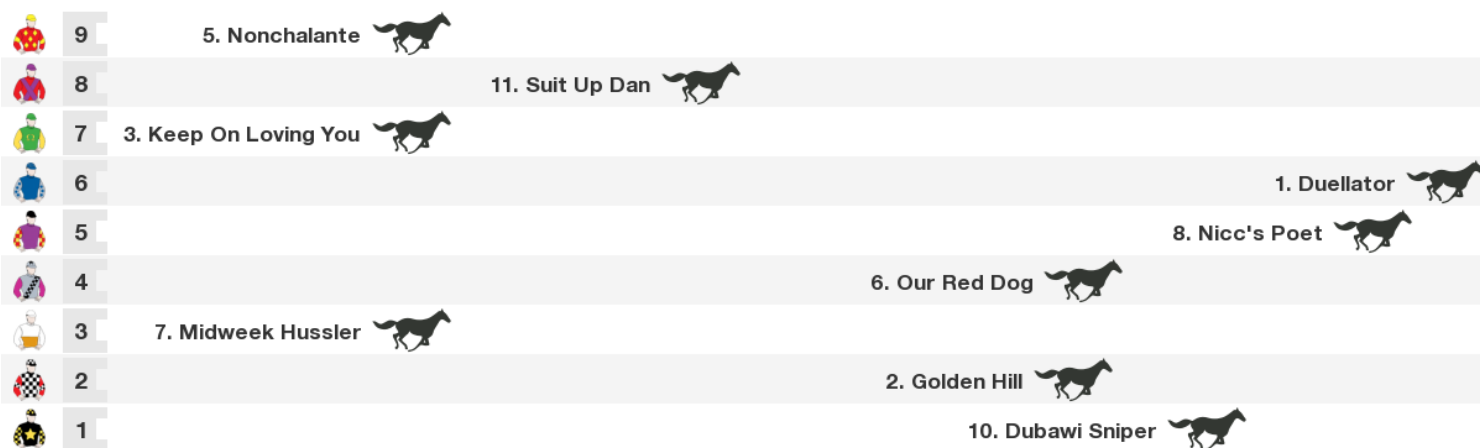 9 5. Nonchalante
8 11. Suit Up Dan
7 3. Keep On Loving You
6 1. Duellator
5 8. Nicc's Poet
4 6. Our Red Dog
3 7. Midweek Hussler
2 2. Golden Hill
1 10. Dubawi Sniper